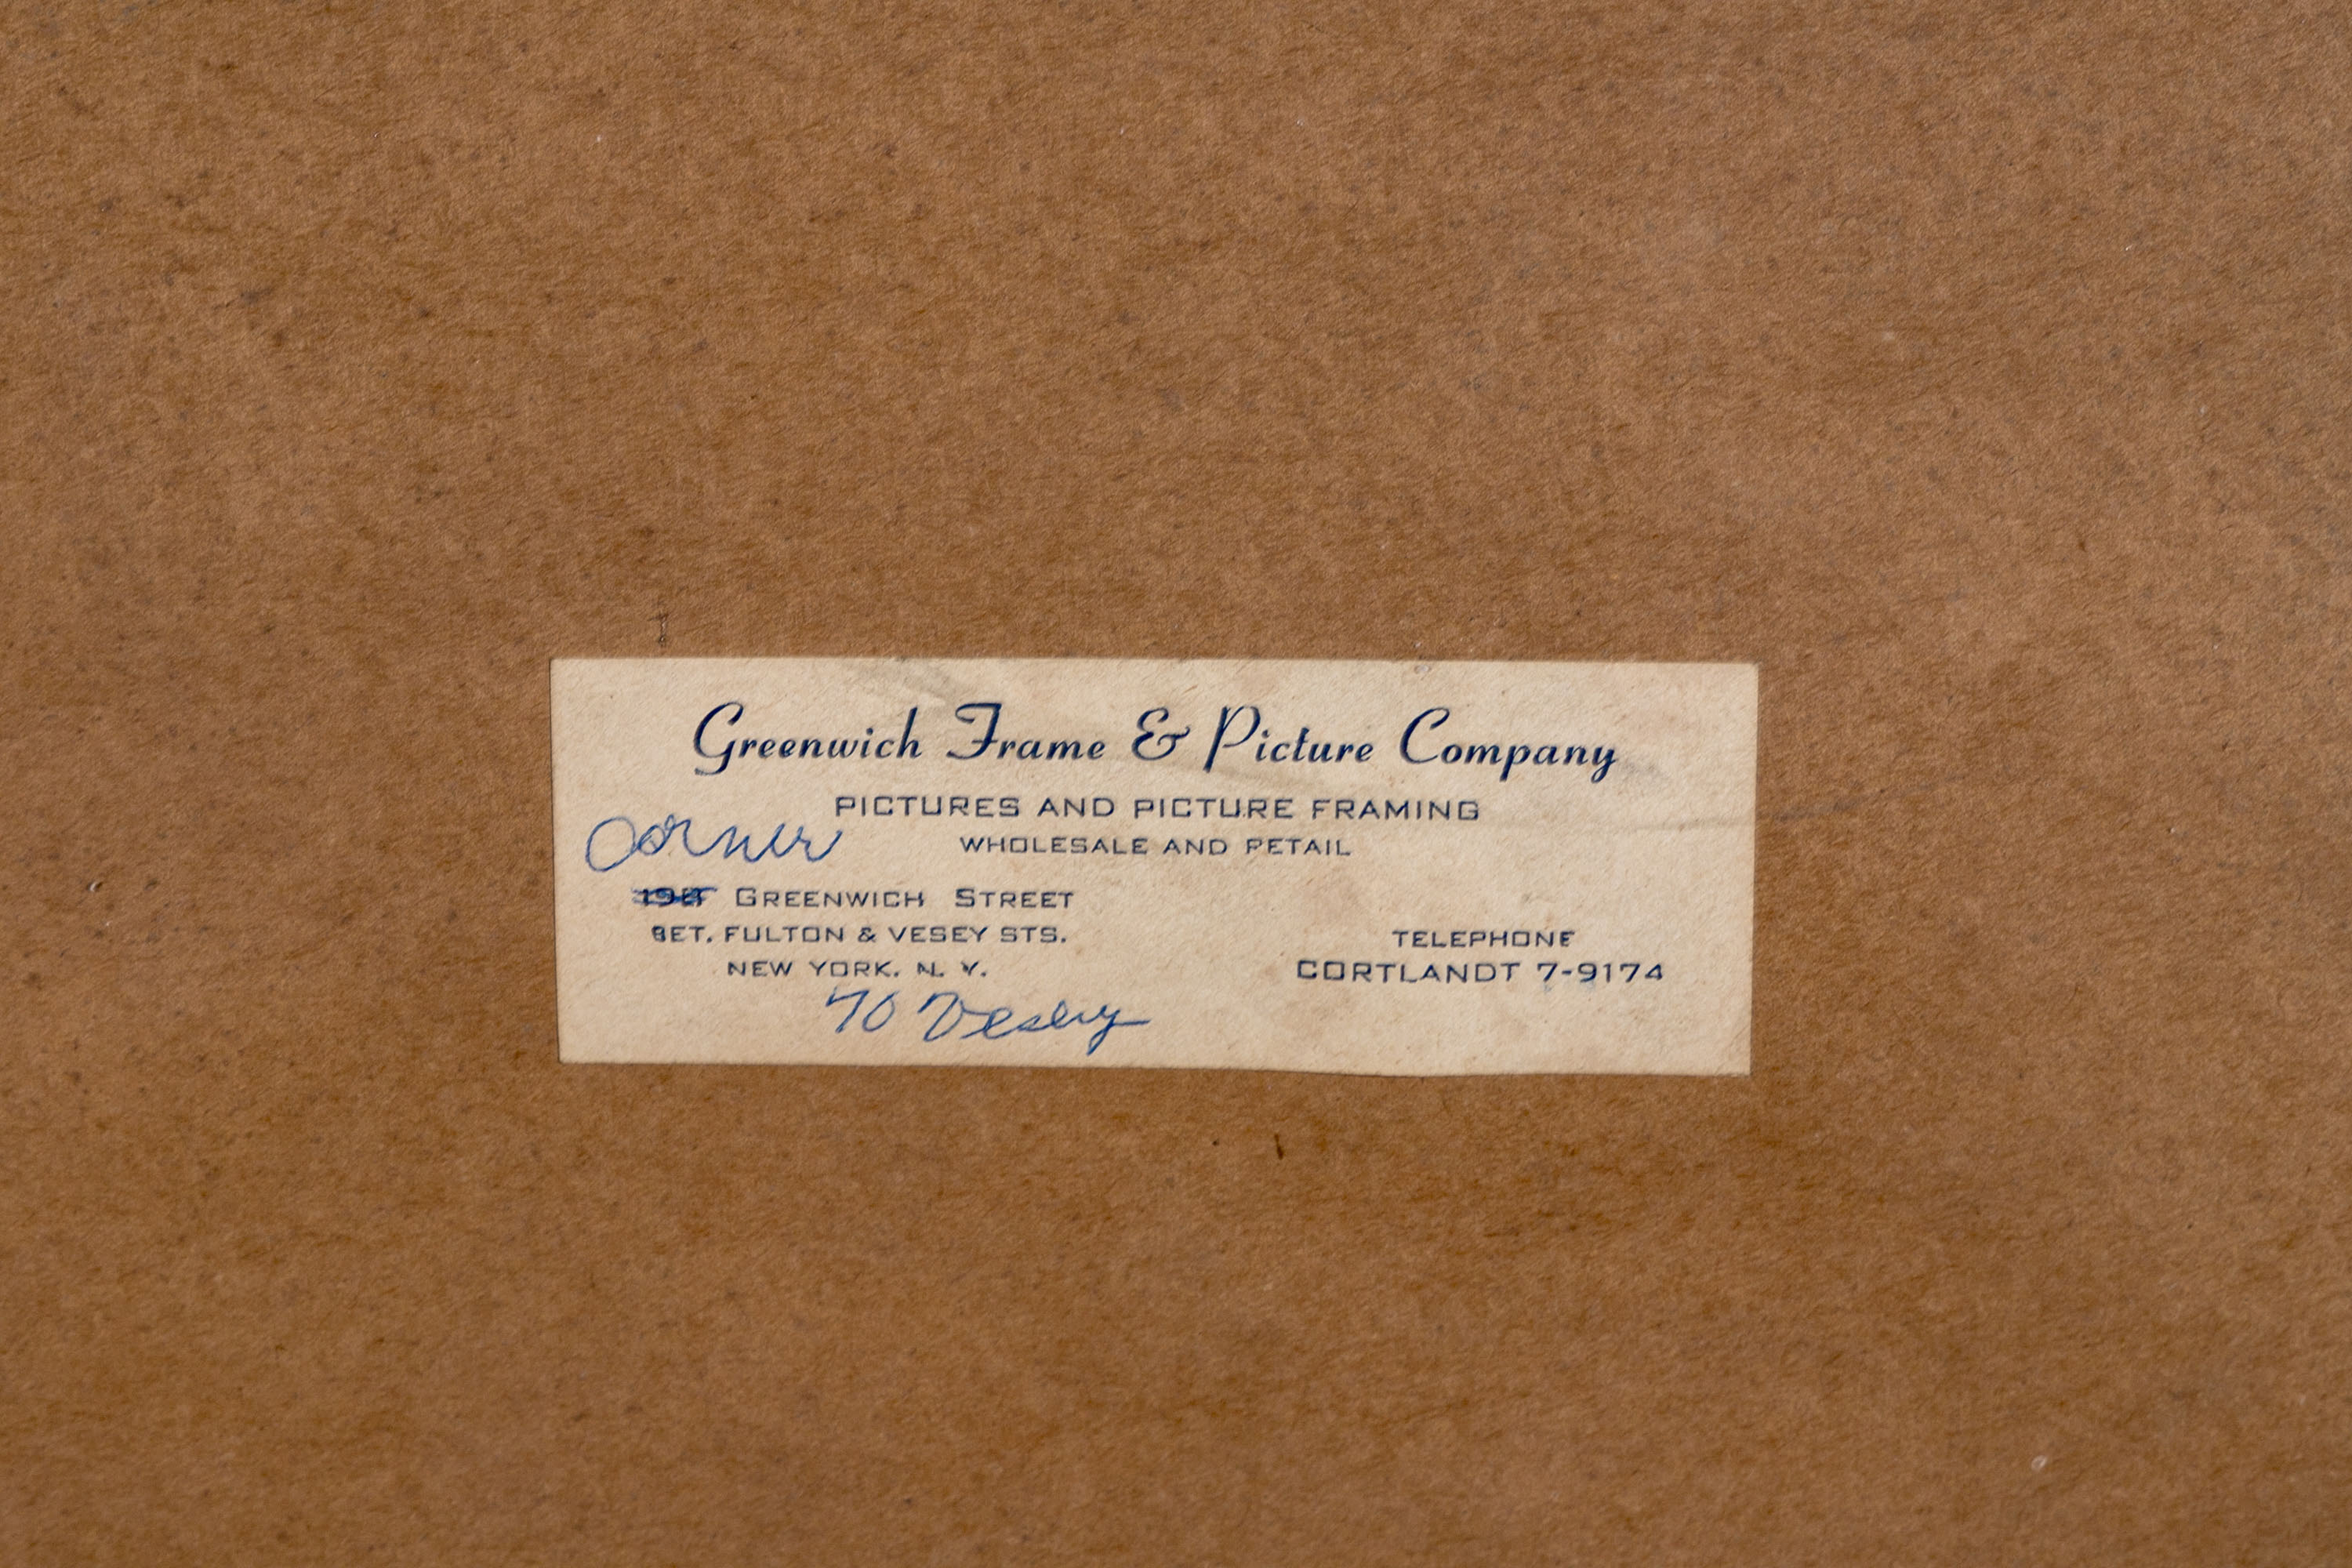 Greenwich Frame & Picture Company
PICTURES AND PICTURE FRAMING
WHOLESALE AND RETAIL
Corner
GREENWICH STREET
BET. FULTON & VESEY STS.
NEW YORK, N. Y.
TELEPHONE
CORTLANDT 7-9174
70 Vesey